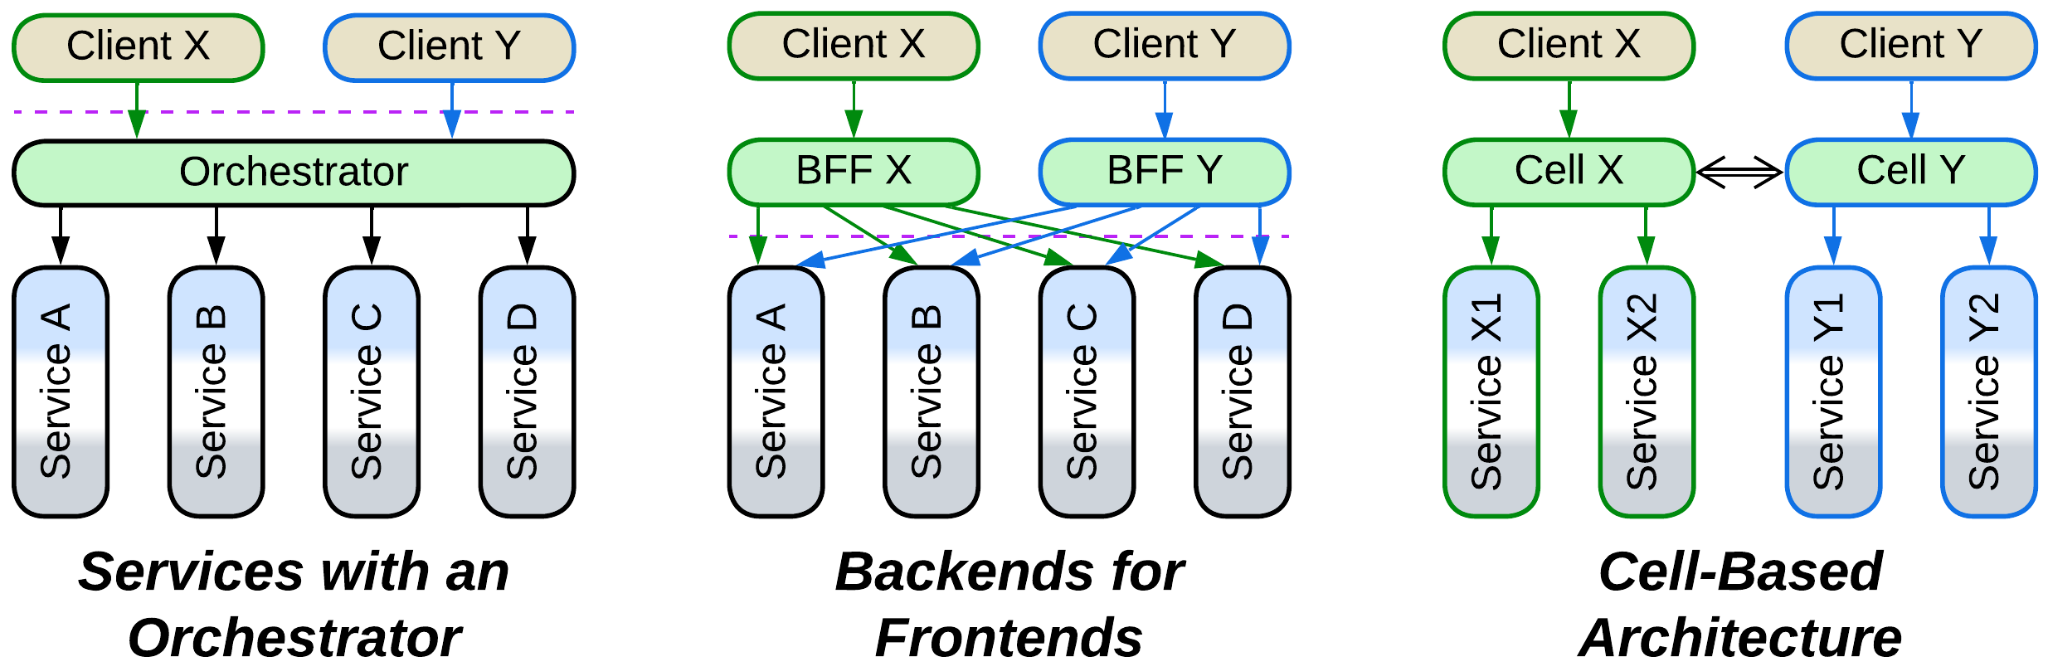 Client X
Client Y
Orchestrator
Service A
Service B
Service C
Service D
Services with an
Orchestrator
Client X
Client Y
BFF X
BFF Y
Service A
Service B
Service C
Service D
Backends for
Frontends
Client X
Client Y
Cell X
Cell Y
Service X1
Service X2
Service Y1
Service Y2
Cell-Based
Architecture